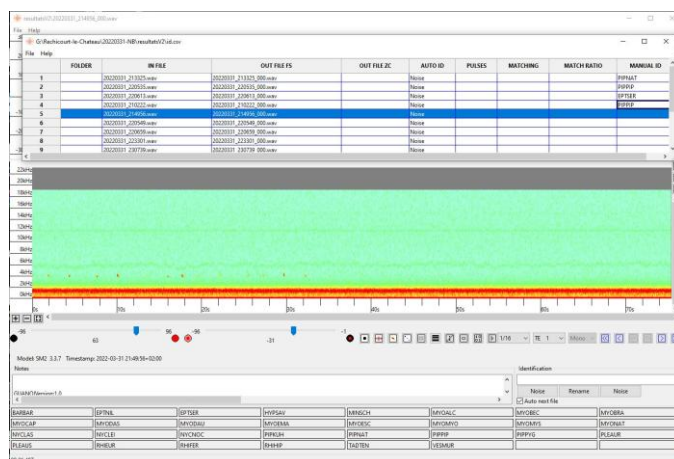 resultatsV2\20220331_214956_000.wav
File Help
G:\Rechicourt-le-Chateau\20220331-NB\resultatsV2\id.csv
File Help
FOLDER IN FILE OUT FILE FS OUT FILE ZC AUTO ID PULSES MATCHING MATCH RATIO MANUAL ID
1 20220331_213325.wav 20220331_213325_000.wav Noise PIPNAT
2 20220331_220535.wav 20220331_220535_000.wav Noise PIPPIP
3 20220331_220613.wav 20220331_220613_000.wav Noise EPTSER
4 20220331_210222.wav 20220331_210222_000.wav Noise PIPPIP
5 20220331_214956.wav 20220331_214956_000.wav Noise
6 20220331_220549.wav 20220331_220549_000.wav Noise
7 20220331_220659.wav 20220331_220659_000.wav Noise
8 20220331_223301.wav 20220331_223301_000.wav Noise
9 20220331_230739.wav 20220331_230739_000.wav Noise
22kHz
20kHz
18kHz
16kHz
14kHz
12kHz
10kHz
8kHz
6kHz
4kHz
2kHz
0kHz
0s 10s 20s 30s 40s 50s 60s 70s
-96 63 96 -96 -31 -1
1/16 TE 1 Mono
Model: SM2 3.3.7 Timestamp: 2022-03-31 21:49:56+02:00
Notes Identification
GUANO|Version:1.0
Noise Rename Noise
Auto next file
BARBAR EPTNIL EPTSER HYPSAV MINSCH MYOALC MYOBEC MYOBRA
MYOCAP MYODAS MYODAU MYOEMA MYOESC MYOMYO MYOMYS MYONAT
NYCLAS NYCLEI NYCNOC PIPKUH PIPNAT PIPPIP PIPPYG PLEAUR
PLEAUS RHIEUR RHIFER RHIHIP TADTEN VESMUR